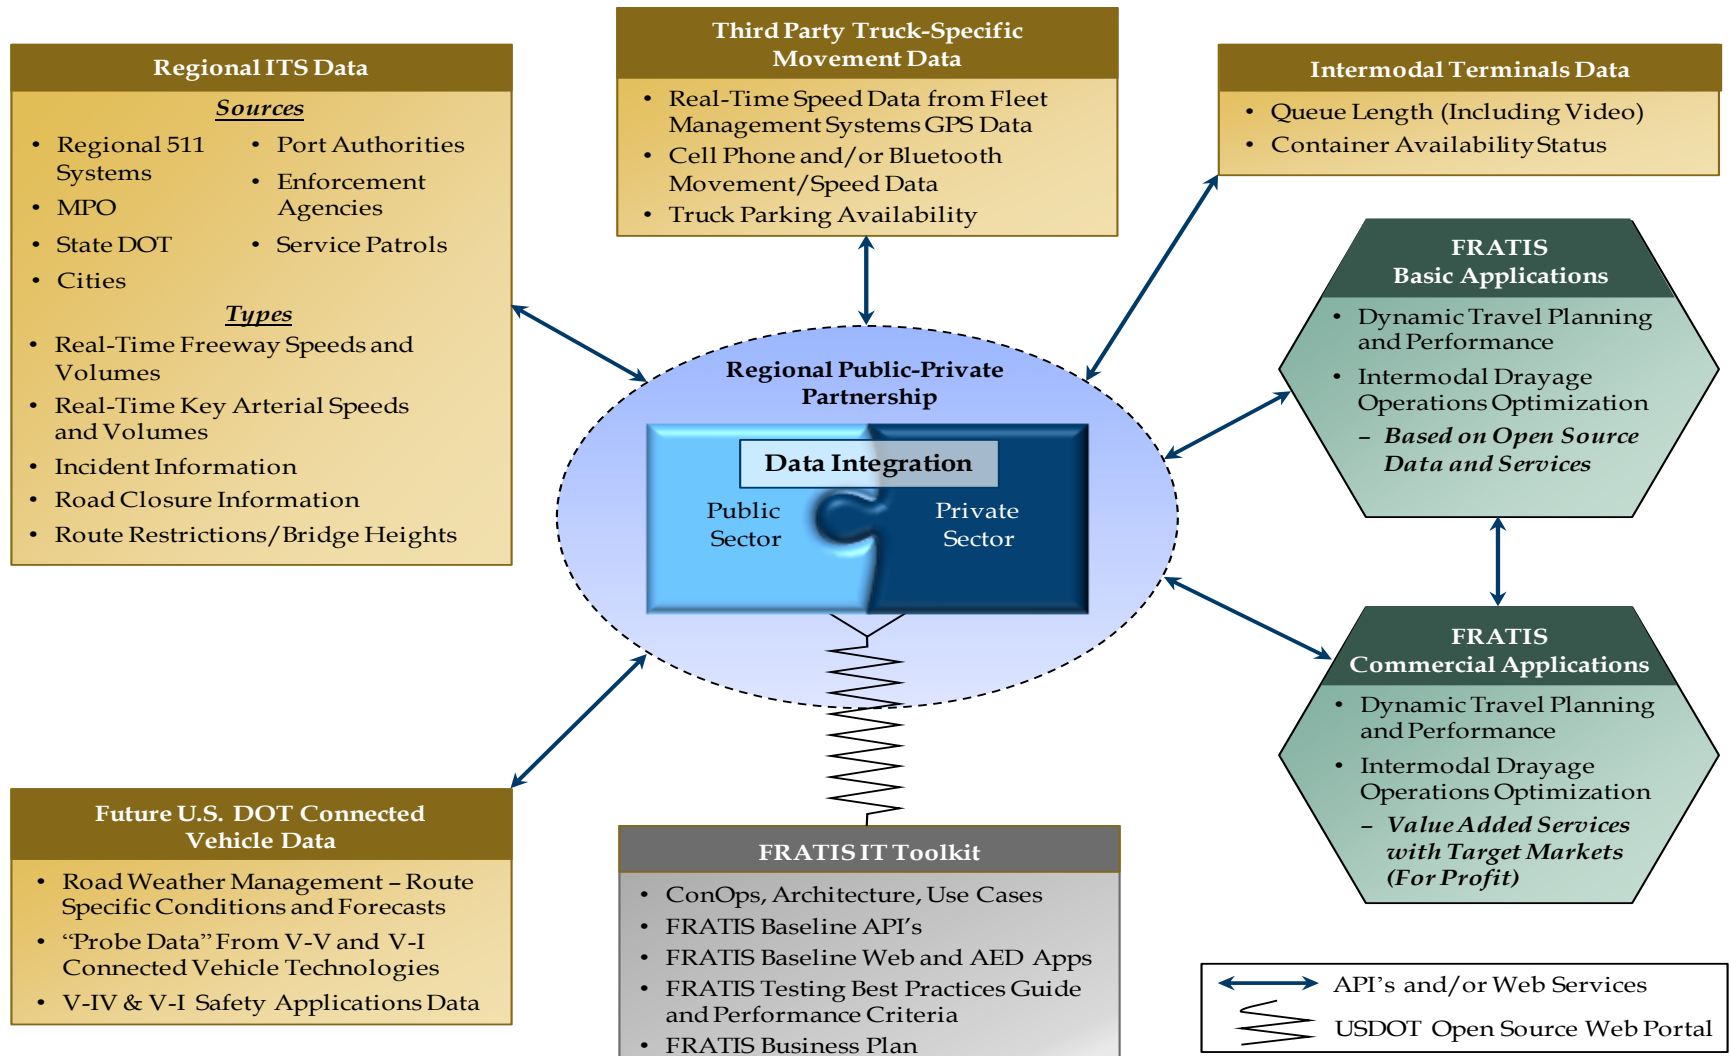 Regional ITS Data
Sources
• Regional 511
Systems
• MPO
• State DOT
• Cities
• Port Authorities
• Enforcement
Agencies
• Service Patrols
Types
• Real-Time Freeway Speeds and
Volumes
• Real-Time Key Arterial Speeds
and Volumes
• Incident Information
• Road Closure Information
• Route Restrictions/Bridge Heights
Third Party Truck-Specific
Movement Data
• Real-Time Speed Data from Fleet
Management Systems GPS Data
• Cell Phone and/or Bluetooth
Movement/Speed Data
• Truck Parking Availability
Intermodal Terminals Data
• Queue Length (Including Video)
• Container Availability Status
FRATIS
Basic Applications
• Dynamic Travel Planning
and Performance
• Intermodal Drayage
Operations Optimization
– Based on Open Source
Data and Services
Regional Public-Private
Partnership
Data Integration
Public
Sector
Private
Sector
FRATIS
Commercial Applications
• Dynamic Travel Planning
and Performance
• Intermodal Drayage
Operations Optimization
– Value Added Services
with Target Markets
(For Profit)
Future U.S. DOT Connected
Vehicle Data
• Road Weather Management – Route
Specific Conditions and Forecasts
• “Probe Data” From V-V and V-I
Connected Vehicle Technologies
• V-IV & V-I Safety Applications Data
FRATIS IT Toolkit
• ConOps, Architecture, Use Cases
• FRATIS Baseline API's
• FRATIS Baseline Web and AED Apps
• FRATIS Testing Best Practices Guide
and Performance Criteria
• FRATIS Business Plan
API's and/or Web Services
USDOT Open Source Web Portal